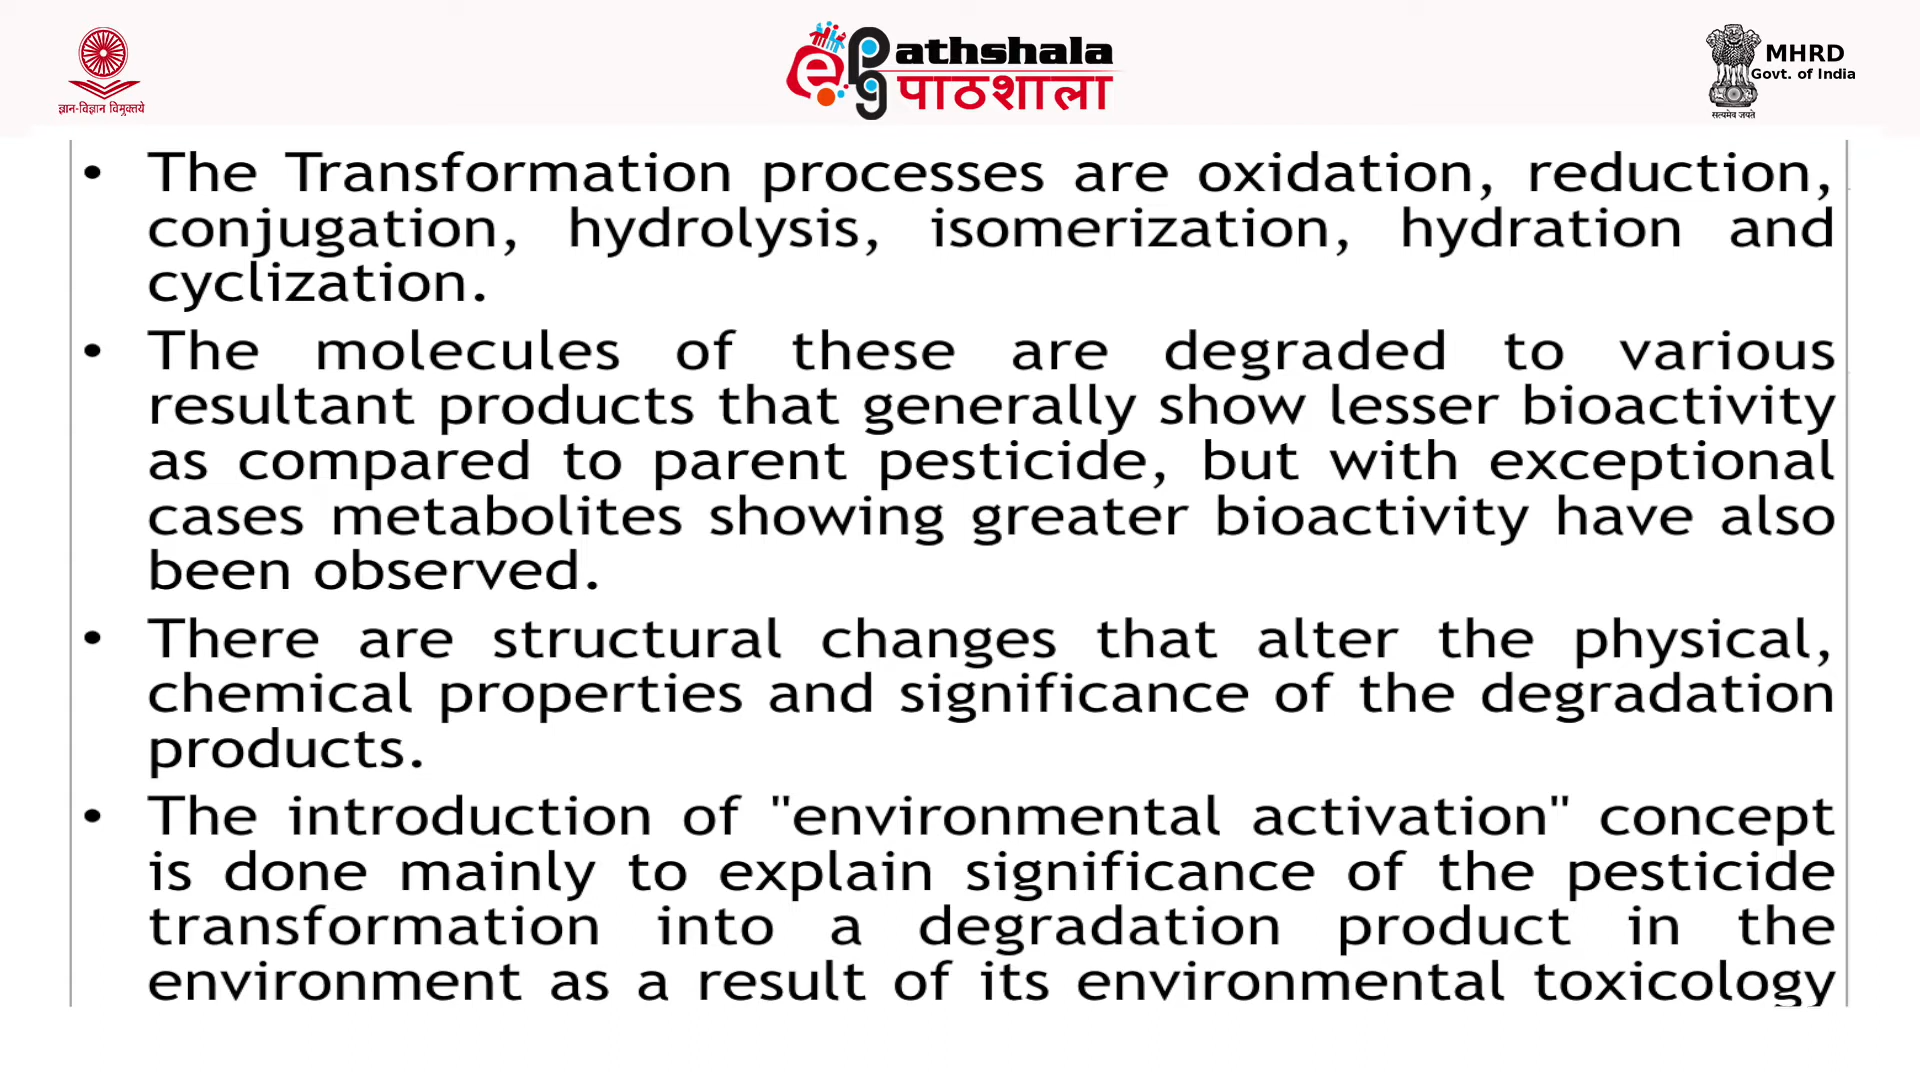 ज्ञान-विज्ञान विमुक्तये
ePG Pathshala
पाठशाला
MHRD
Govt. of India
सत्यमेव जयते
• The Transformation processes are oxidation, reduction,
conjugation, hydrolysis, isomerization, hydration and
cyclization.
• The molecules of these are degraded to various
resultant products that generally show lesser bioactivity
as compared to parent pesticide, but with exceptional
cases metabolites showing greater bioactivity have also
been observed.
• There are structural changes that alter the physical,
chemical properties and significance of the degradation
products.
• The introduction of "environmental activation" concept
is done mainly to explain significance of the pesticide
transformation into a degradation product in the
environment as a result of its environmental toxicology